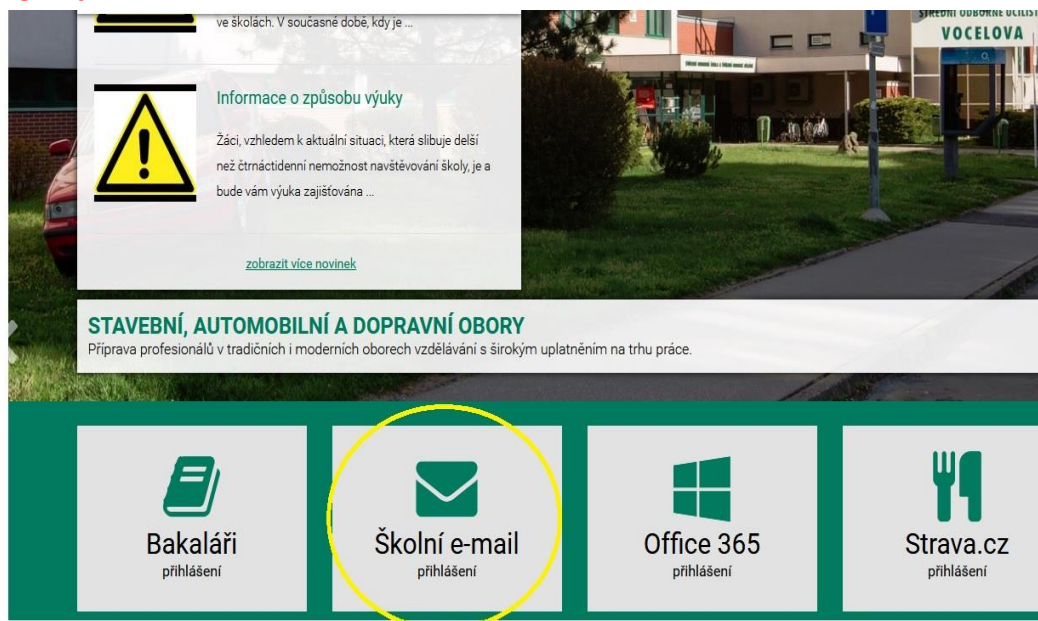 ve školách. V současné době, kdy je ...
STŘEDNÍ ODBORNÉ UČILIŠT
VOCELOVA
Informace o způsobu výuky
Žáci, vzhledem k aktuální situaci, která slibuje delší
než čtrnáctidenní nemožnost navštěvování školy, je a
bude vám výuka zajišťována ...
zobrazit více novinek
STAVEBNÍ, AUTOMOBILNÍ A DOPRAVNÍ OBORY
Příprava profesionálů v tradičních i moderních oborech vzdělávání s širokým uplatněním na trhu práce.
Bakaláři
přihlášení
Školní e-mail
přihlášení
Office 365
přihlášení
Strava.cz
přihlášení